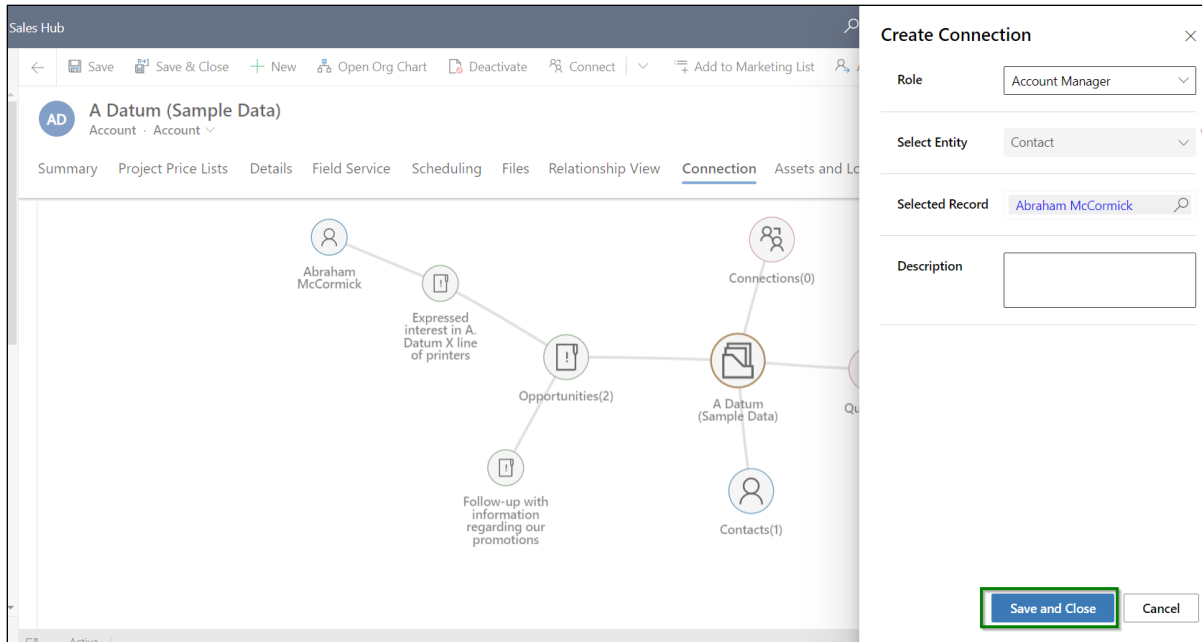 Sales Hub
Save
Save & Close
New
Open Org Chart
Deactivate
Connect
Add to Marketing List
AD
A Datum (Sample Data)
Account · Account
Summary
Project Price Lists
Details
Field Service
Scheduling
Files
Relationship View
Connection
Assets and Lo
Abraham
McCormick
Expressed
interest in A.
Datum X line
of printers
Opportunities(2)
Follow-up with
information
regarding our
promotions
Connections(0)
A Datum
(Sample Data)
Qu
Contacts(1)
Create Connection
Role
Account Manager
Select Entity
Contact
Selected Record
Abraham McCormick
Description
Save and Close
Cancel